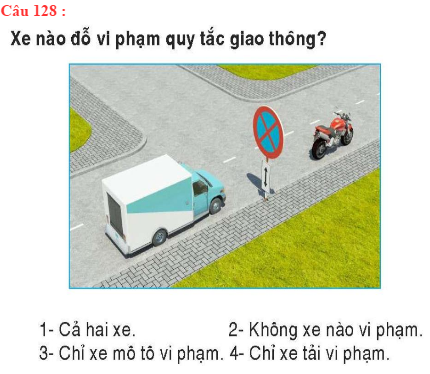 Câu 128 :
Xe nào đỗ vi phạm quy tắc giao thông?
1- Cả hai xe. 2- Không xe nào vi phạm.
3- Chỉ xe mô tô vi phạm. 4- Chỉ xe tải vi phạm.